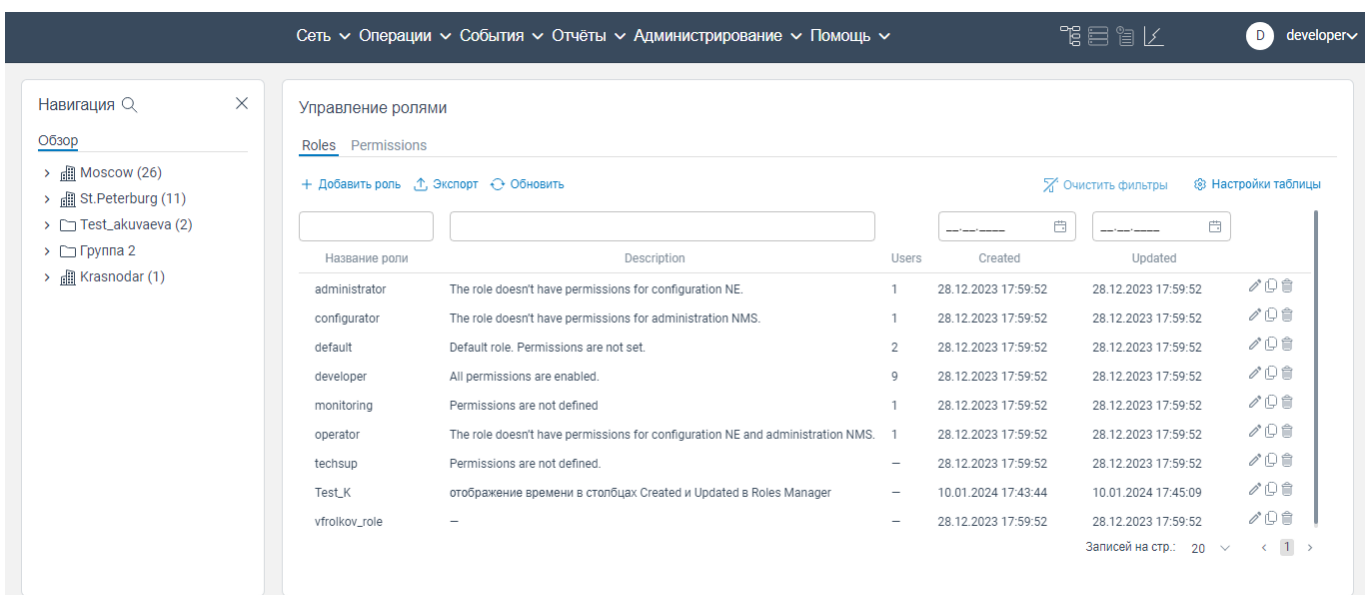 Сеть Операции События Отчёты Администрирование Помощь D developer
Навигация
Обзор
Moscow (26)
St.Peterburg (11)
Test_akuvaeva (2)
Группа 2
Krasnodar (1)
Управление ролями
Roles Permissions
+ Добавить роль Экспорт Обновить Очистить фильтры Настройки таблицы
__.__.____ __.__.____
Название роли Description Users Created Updated
administrator The role doesn't have permissions for configuration NE. 1 28.12.2023 17:59:52 28.12.2023 17:59:52
configurator The role doesn't have permissions for administration NMS. 1 28.12.2023 17:59:52 28.12.2023 17:59:52
default Default role. Permissions are not set. 2 28.12.2023 17:59:52 28.12.2023 17:59:52
developer All permissions are enabled. 9 28.12.2023 17:59:52 28.12.2023 17:59:52
monitoring Permissions are not defined 1 28.12.2023 17:59:52 28.12.2023 17:59:52
operator The role doesn't have permissions for configuration NE and administration NMS. 1 28.12.2023 17:59:52 28.12.2023 17:59:52
techsup Permissions are not defined. — 28.12.2023 17:59:52 28.12.2023 17:59:52
Test_K отображение времени в столбцах Created и Updated в Roles Manager — 10.01.2024 17:43:44 10.01.2024 17:45:09
vfrolkov_role — — 28.12.2023 17:59:52 28.12.2023 17:59:52
Записей на стр.: 20 < 1 >